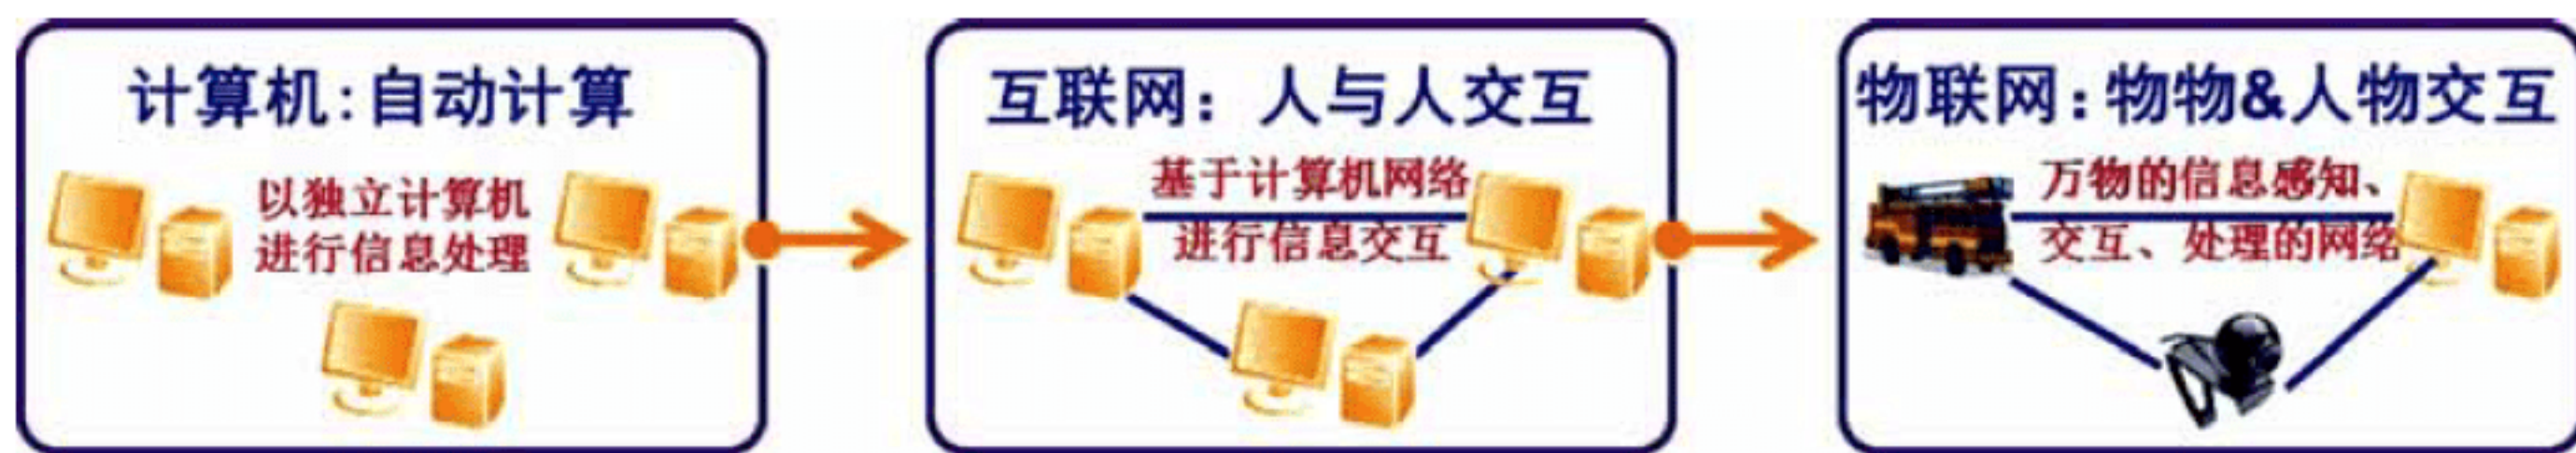 计算机:自动计算
以独立计算机
进行信息处理
互联网：人与人交互
基于计算机网络
进行信息交互
物联网:物物&人物交互
万物的信息感知、
交互、处理的网络